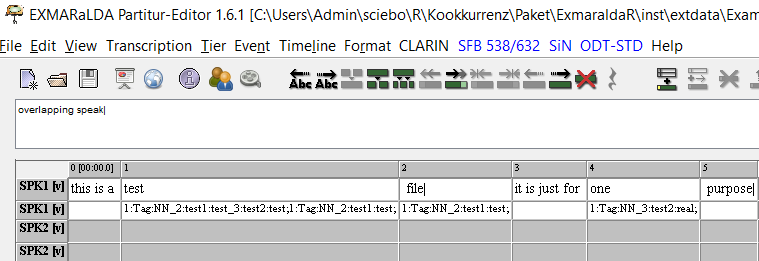 EXMARaLDA Partitur-Editor 1.6.1 [C:\Users\Admin\sciebo\R\Kookkurrenz\Paket\ExmaraldaR\inst\extdata\Exam
File Edit View Transcription Tier Event Timeline Format CLARIN SFB 538/632 SiN ODT-STD Help
Abc Abc
overlapping speak|
0 [00:00.0] 1 2 3 4 5
SPK1 [v] this is a test file| it is just for one purpose|
SPK1 [v] 1:Tag:NN_2:test1:test_3:test2:test;1:Tag:NN_2:test1:test; 1:Tag:NN_2:test1:test; 1:Tag:NN_3:test2:real;
SPK2 [v]
SPK2 [v]